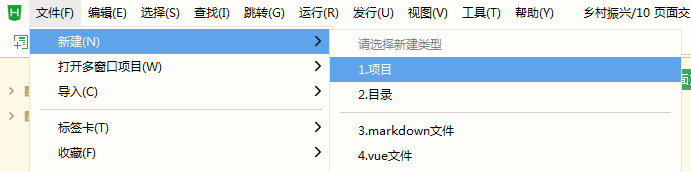 文件(F) 编辑(E) 选择(S) 查找(I) 跳转(G) 运行(R) 发行(U) 视图(V) 工具(T) 帮助(Y) 乡村振兴/10 页面交
新建(N)
打开多窗口项目(W)
导入(C)
标签卡(T)
收藏(F)
请选择新建类型
1.项目
2.目录
3.markdown文件
4.vue文件